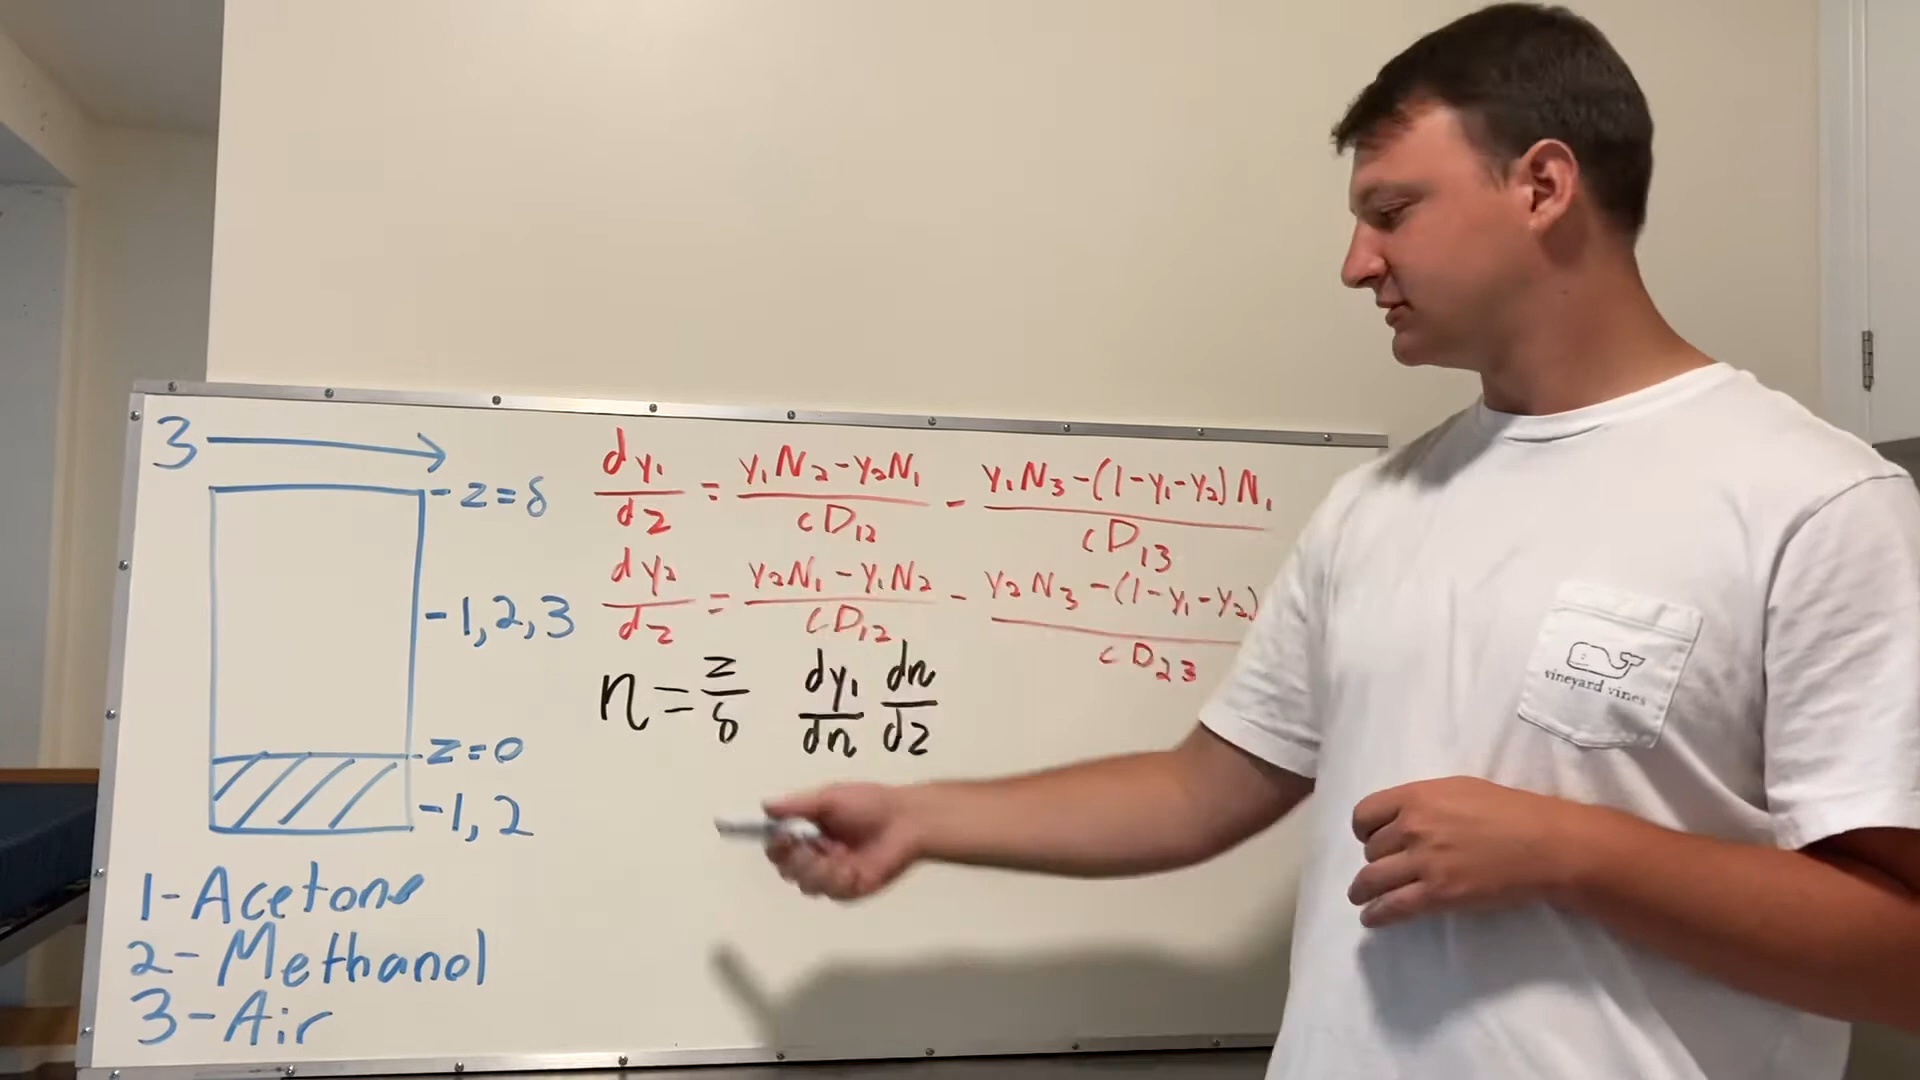 3
-z=δ
-1,2,3
-z=0
-1,2
1-Acetone
2-Methanol
3-Air
dy₁/dz = (y₁N₂-y₂N₁)/(cD₁₂) - (y₁N₃-(1-y₁-y₂)N₁)/(cD₁₃)
dy₂/dz = (y₂N₁-y₁N₂)/(cD₁₂) - (y₂N₃-(1-y₁-y₂)/(cD₂₃)
n=z/δ dy₁/dn dn/dz
vineyard vines